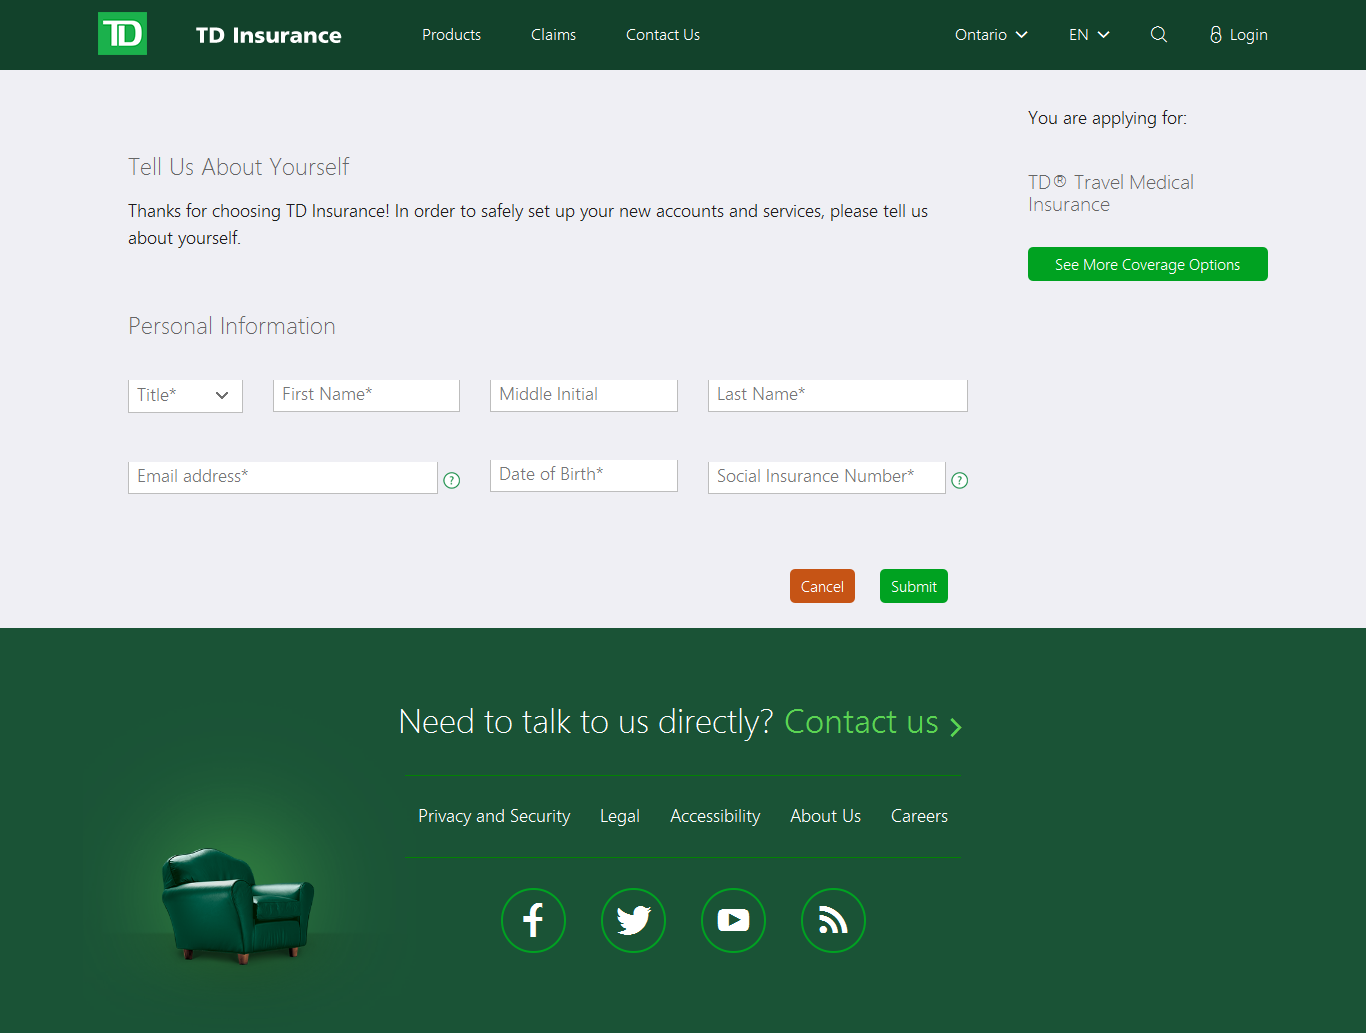 TD
TD Insurance
Products
Claims
Contact Us
Ontario
EN
Login
You are applying for:
TD® Travel Medical
Insurance
See More Coverage Options
Tell Us About Yourself
Thanks for choosing TD Insurance! In order to safely set up your new accounts and services, please tell us
about yourself.
Personal Information
Title*
First Name*
Middle Initial
Last Name*
Email address*
?
Date of Birth*
Social Insurance Number*
?
Cancel
Submit
Need to talk to us directly? Contact us
Privacy and Security
Legal
Accessibility
About Us
Careers